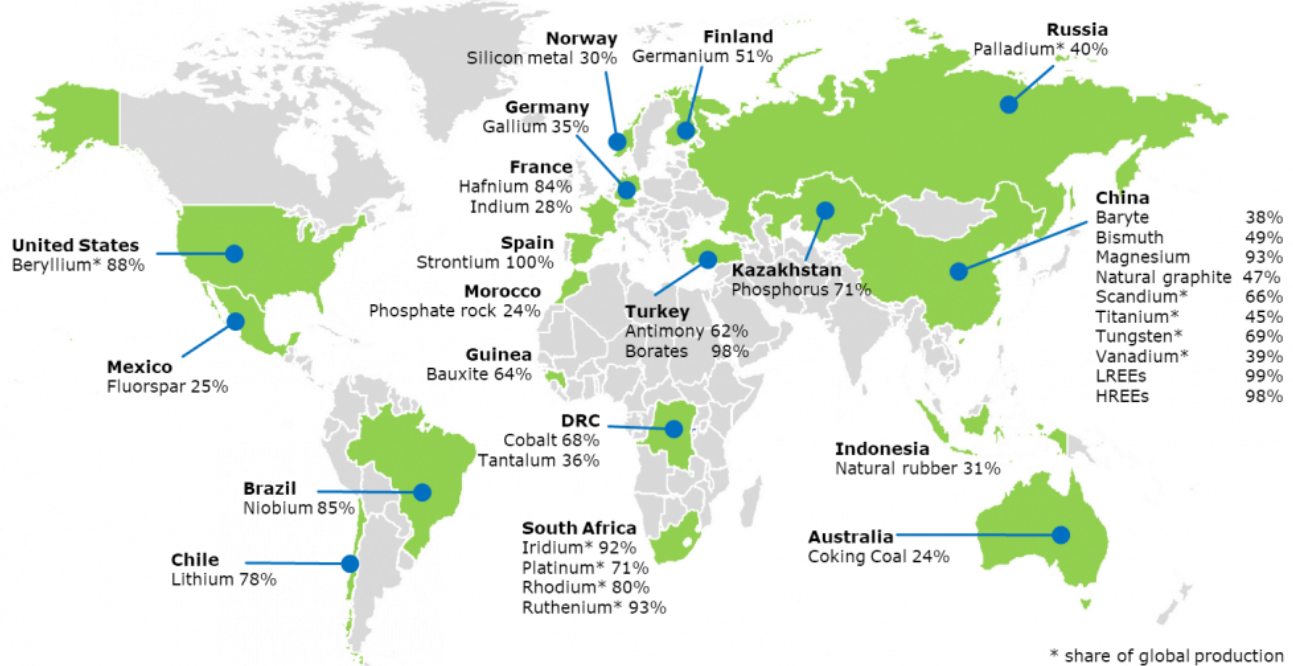 Norway
Silicon metal 30%
Finland
Germanium 51%
Russia
Palladium* 40%
Germany
Gallium 35%
France
Hafnium 84%
Indium 28%
Spain
Strontium 100%
Morocco
Phosphate rock 24%
Guinea
Bauxite 64%
United States
Beryllium* 88%
Mexico
Fluorspar 25%
Turkey
Antimony 62%
Borates 98%
Kazakhstan
Phosphorus 71%
China
Baryte 38%
Bismuth 49%
Magnesium 93%
Natural graphite 47%
Scandium* 66%
Titanium* 45%
Tungsten* 69%
Vanadium* 39%
LREEs 99%
HREEs 98%
DRC
Cobalt 68%
Tantalum 36%
Brazil
Niobium 85%
Chile
Lithium 78%
South Africa
Iridium* 92%
Platinum* 71%
Rhodium* 80%
Ruthenium* 93%
Indonesia
Natural rubber 31%
Australia
Coking Coal 24%
* share of global production